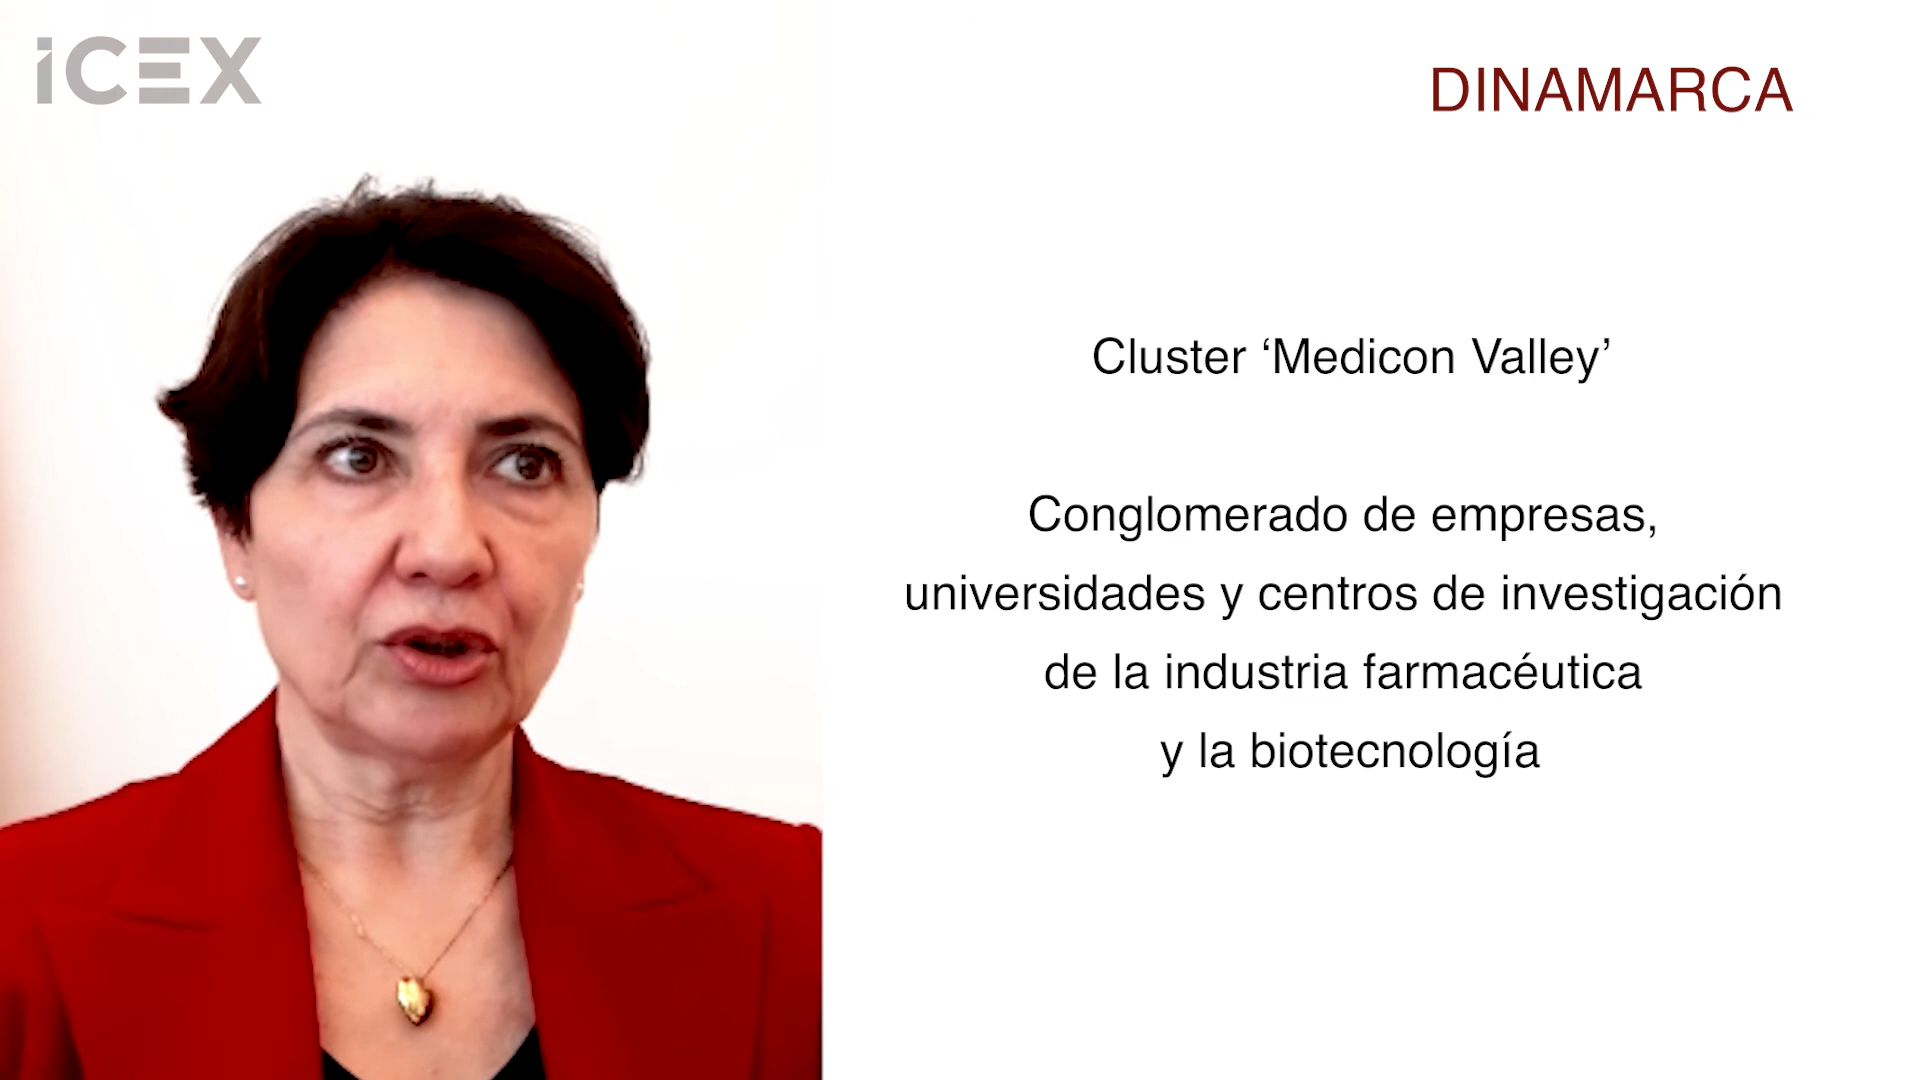 iCEX
DINAMARCA
Cluster ‘Medicon Valley’
Conglomerado de empresas,
universidades y centros de investigación
de la industria farmacéutica
y la biotecnología